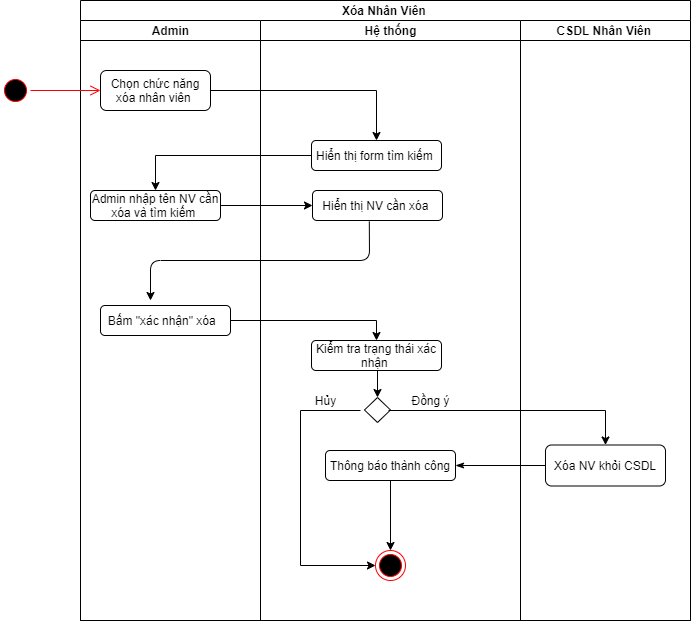 Xóa Nhân Viên
Admin
Hệ thống
CSDL Nhân Viên
Chọn chức năng
xóa nhân viên
Hiển thị form tìm kiếm
Admin nhập tên NV cần
xóa và tìm kiếm
Hiển thị NV cần xóa
Bấm "xác nhận" xóa
Kiểm tra trạng thái xác
nhận
Hủy
Đồng ý
Thông báo thành công
Xóa NV khỏi CSDL